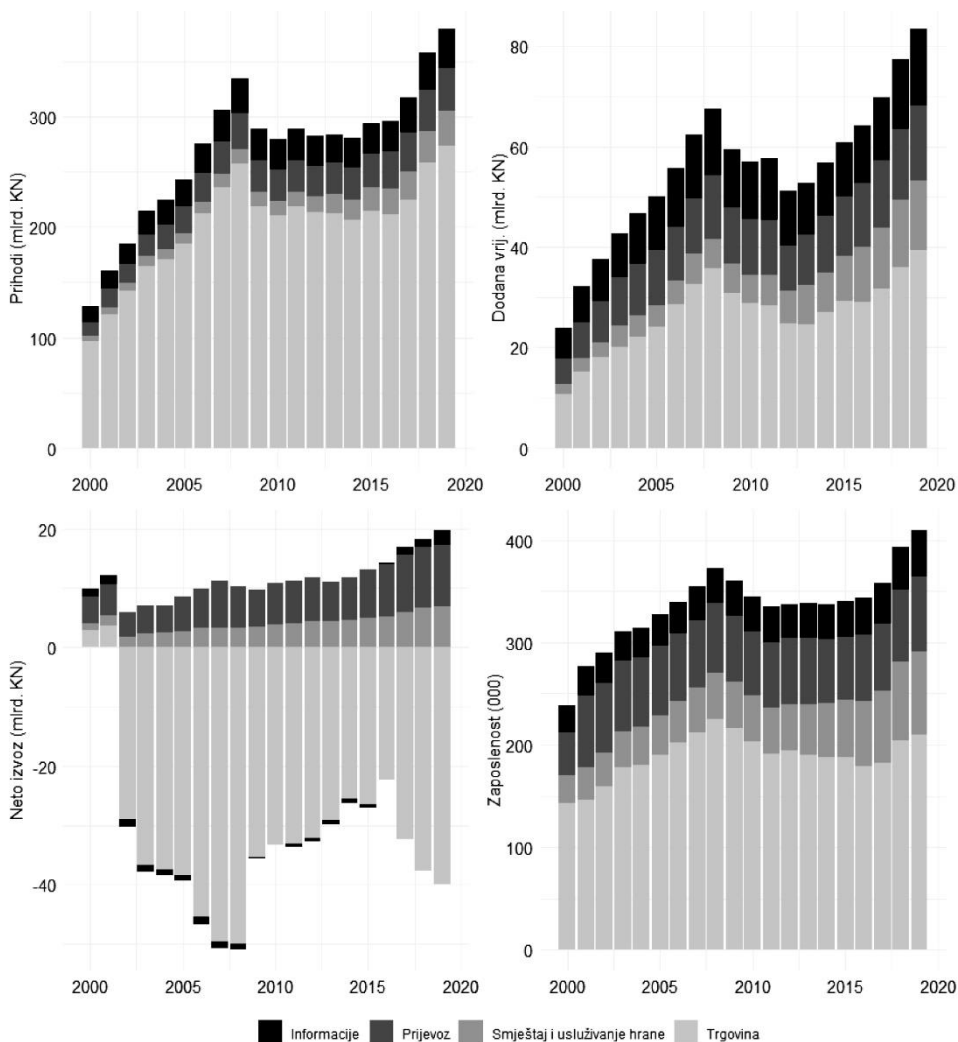 Prihodi (mlrd. KN)
300
200
100
0
2000 2005 2010 2015 2020
Dodana vrij. (mlrd. KN)
80
60
40
20
0
2000 2005 2010 2015 2020
Neto izvoz (mlrd. KN)
20
0
-20
-40
2000 2005 2010 2015 2020
Zaposlenost (000)
400
300
200
100
0
2000 2005 2010 2015 2020
Informacije Prijevoz Smještaj i usluživanje hrane Trgovina